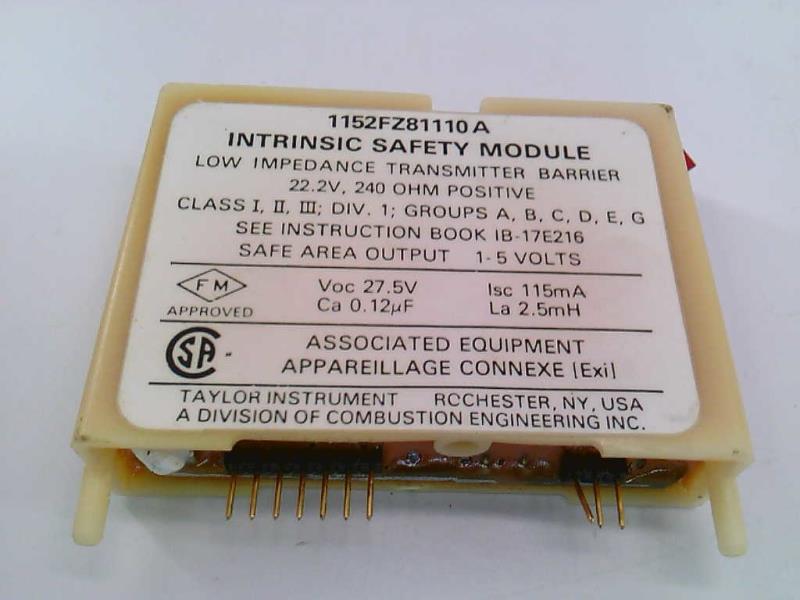 1152FZ81110 A
INTRINSIC SAFETY MODULE
LOW IMPEDANCE TRANSMITTER BARRIER
22.2V, 240 OHM POSITIVE
CLASS I, II, III; DIV. 1; GROUPS A, B, C, D, E, G
SEE INSTRUCTION BOOK IB-17E216
SAFE AREA OUTPUT 1-5 VOLTS
FM
APPROVED
Voc 27.5V Isc 115mA
Ca 0.12µF La 2.5mH
SA
ASSOCIATED EQUIPMENT
APPAREILLAGE CONNEXE [Exi]
TAYLOR INSTRUMENT ROCHESTER, NY, USA
A DIVISION OF COMBUSTION ENGINEERING INC.